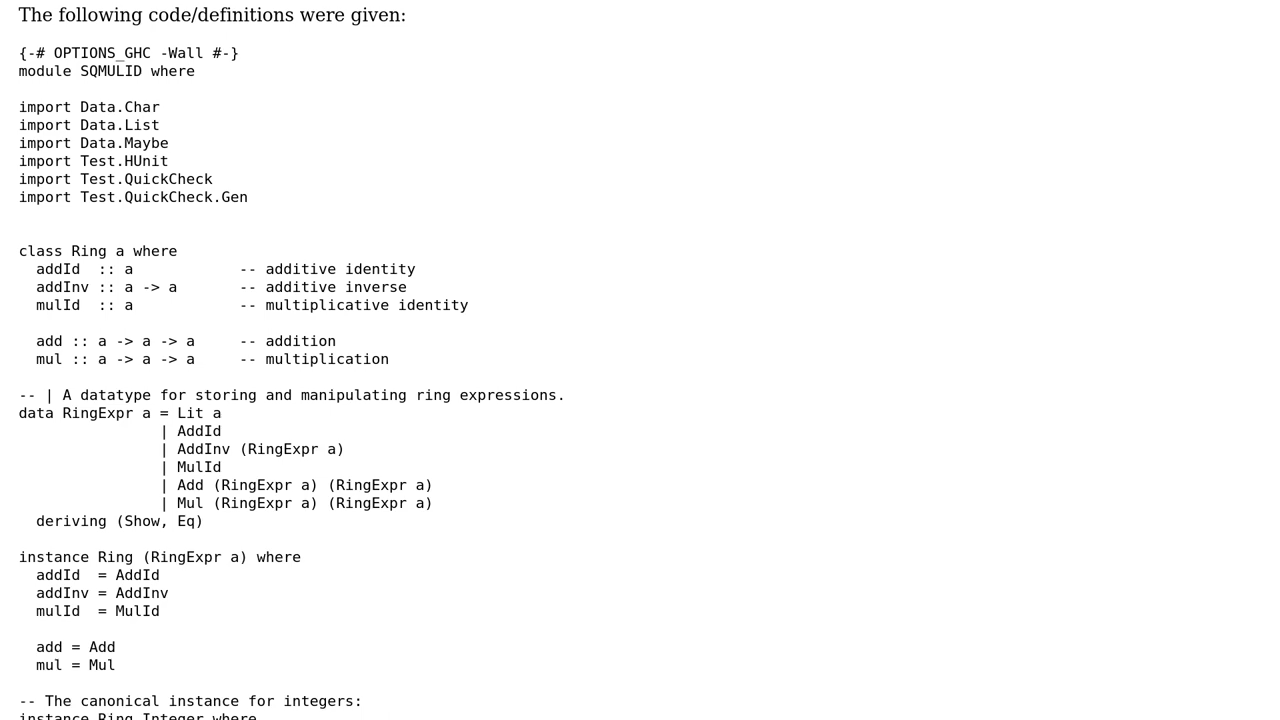 The following code/definitions were given:
{-# OPTIONS_GHC -Wall #-}
module SQMULID where
import Data.Char
import Data.List
import Data.Maybe
import Test.HUnit
import Test.QuickCheck
import Test.QuickCheck.Gen
class Ring a where
  addId  :: a            -- additive identity
  addInv :: a -> a       -- additive inverse
  mulId  :: a            -- multiplicative identity
  add :: a -> a -> a     -- addition
  mul :: a -> a -> a     -- multiplication
-- | A datatype for storing and manipulating ring expressions.
data RingExpr a = Lit a
                | AddId
                | AddInv (RingExpr a)
                | MulId
                | Add (RingExpr a) (RingExpr a)
                | Mul (RingExpr a) (RingExpr a)
  deriving (Show, Eq)
instance Ring (RingExpr a) where
  addId  = AddId
  addInv = AddInv
  mulId  = MulId
  add = Add
  mul = Mul
-- The canonical instance for integers:
instance Ring Integer where